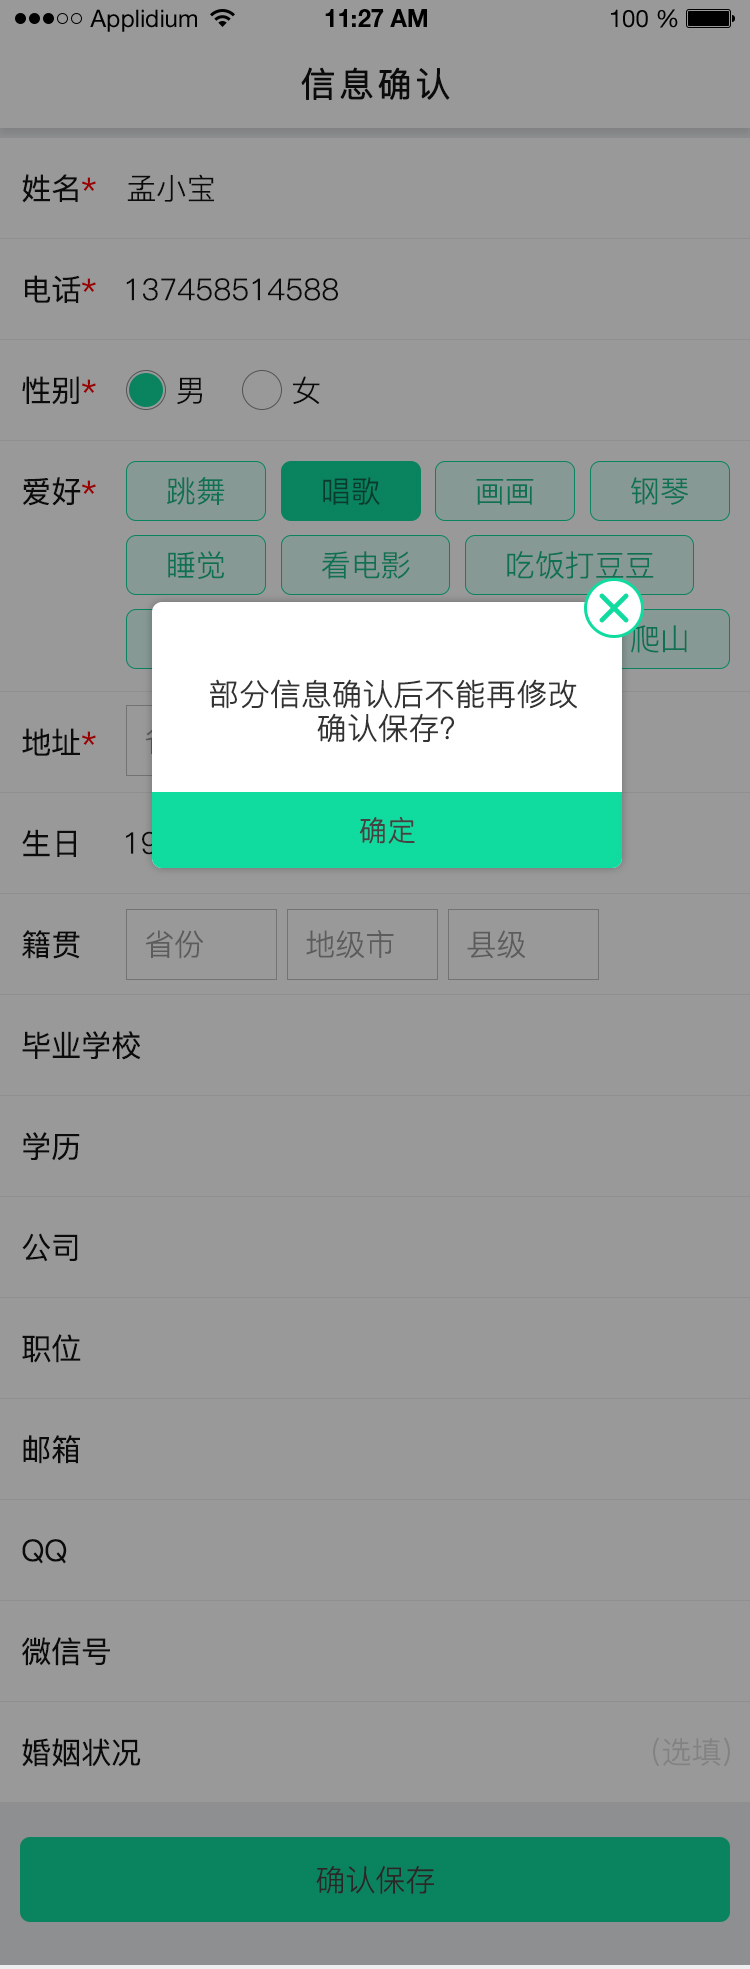 Applidium 11:27 AM 100 %
信息确认
姓名* 孟小宝
电话* 137458514588
性别* 男 女
爱好* 跳舞 唱歌 画画 钢琴
睡觉 看电影 吃饭打豆豆
爬山
部分信息确认后不能再修改
确认保存?
地址*
确定
生日 19
籍贯 省份 地级市 县级
毕业学校
学历
公司
职位
邮箱
QQ
微信号
婚姻状况 (选填)
确认保存